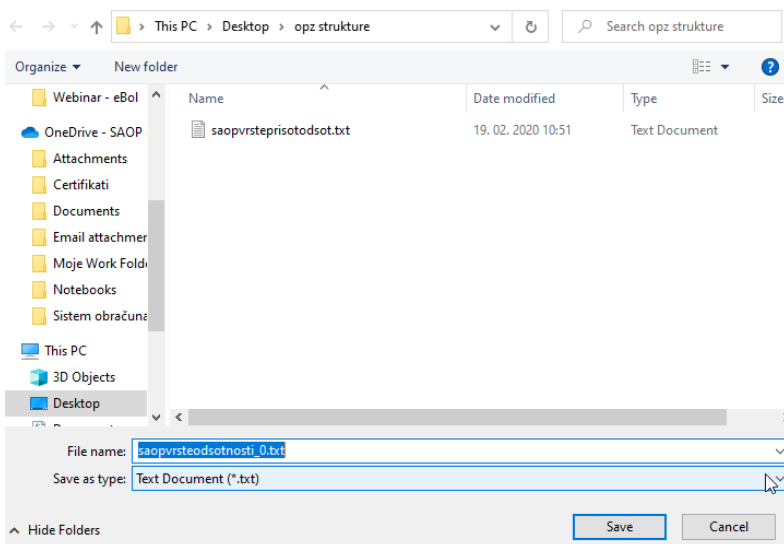 This PC > Desktop > opz strukture
Search opz strukture
Organize
New folder
Name
Date modified
Type
Size
Webinar - eBol
OneDrive - SAOP
Attachments
Certifikati
Documents
Email attachmer
Moje Work Folde
Notebooks
Sistem obračuna
This PC
3D Objects
Desktop
saopvrsteprisotodsot.txt
19. 02. 2020 10:51
Text Document
File name:
saopvrsteodsotnosti_0.txt
Save as type:
Text Document (*.txt)
Hide Folders
Save
Cancel